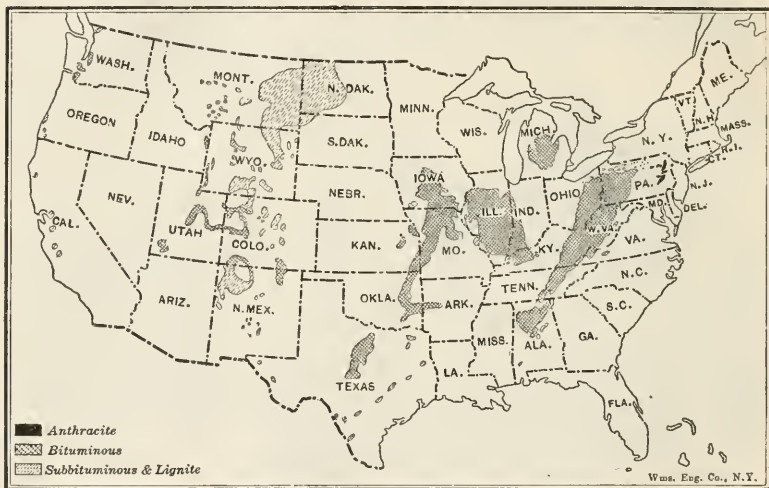 WASH.
MONT.
N. DAK.
MINN.
ME.
VT.
N.H.
OREGON
IDAHO
S.DAK.
WIS.
MICH.
N. Y.
MASS.
R.I.
CT.
WYO.
IOWA
NEBR.
PA.
N.J.
NEV.
OHIO
ILL.
IND.
MD.
DEL.
CAL.
UTAH
COLO.
KAN.
MO.
KY.
W.VA.
VA.
N.C.
TENN.
ARIZ.
N.MEX.
OKLA.
ARK.
S.C.
MISS.
ALA.
GA.
TEXAS
LA.
FLA.
Anthracite
Bituminous
Subbituminous & Lignite
Wms. Eng. Co., N.Y.